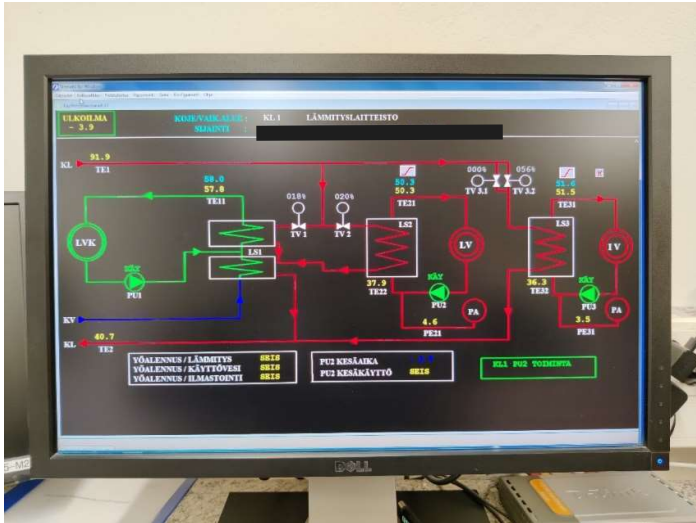 ULKOILMA
- 3.9
KOJE/VAIK.ALUE : KL 1 LÄMMITYSLAITTEISTO
SIJAINTI :
KL 91.9
TE1
58.0
57.8
TE11
018%
TV 1
020%
TV 2
50.3
50.3
TE21
000%
TV 3.1
056%
TV 3.2
51.6
51.5
TE31
LVK
LS1
LS2
LV
LS3
IV
KÄY
PU1
37.9
TE22
KÄY
PU2
36.3
TE32
KÄY
PU3
PA
PA
4.6
PE21
3.5
PE31
KV
KL 40.7
TE2
YÖALENNUS / LÄMMITYS SEIS
YÖALENNUS / KÄYTTÖVESI SEIS
YÖALENNUS / ILMASTOINTI SEIS
PU2 KESÄAIKA
PU2 KESÄKÄYTTÖ SEIS
KL1 PU2 TOIMINTA
DELL